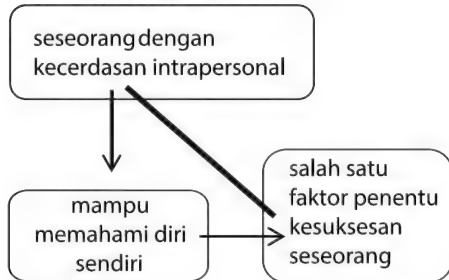 seseorang dengan
kecerdasan intrapersonal
mampu
memahami diri
sendiri
salah satu
faktor penentu
kesuksesan
seseorang